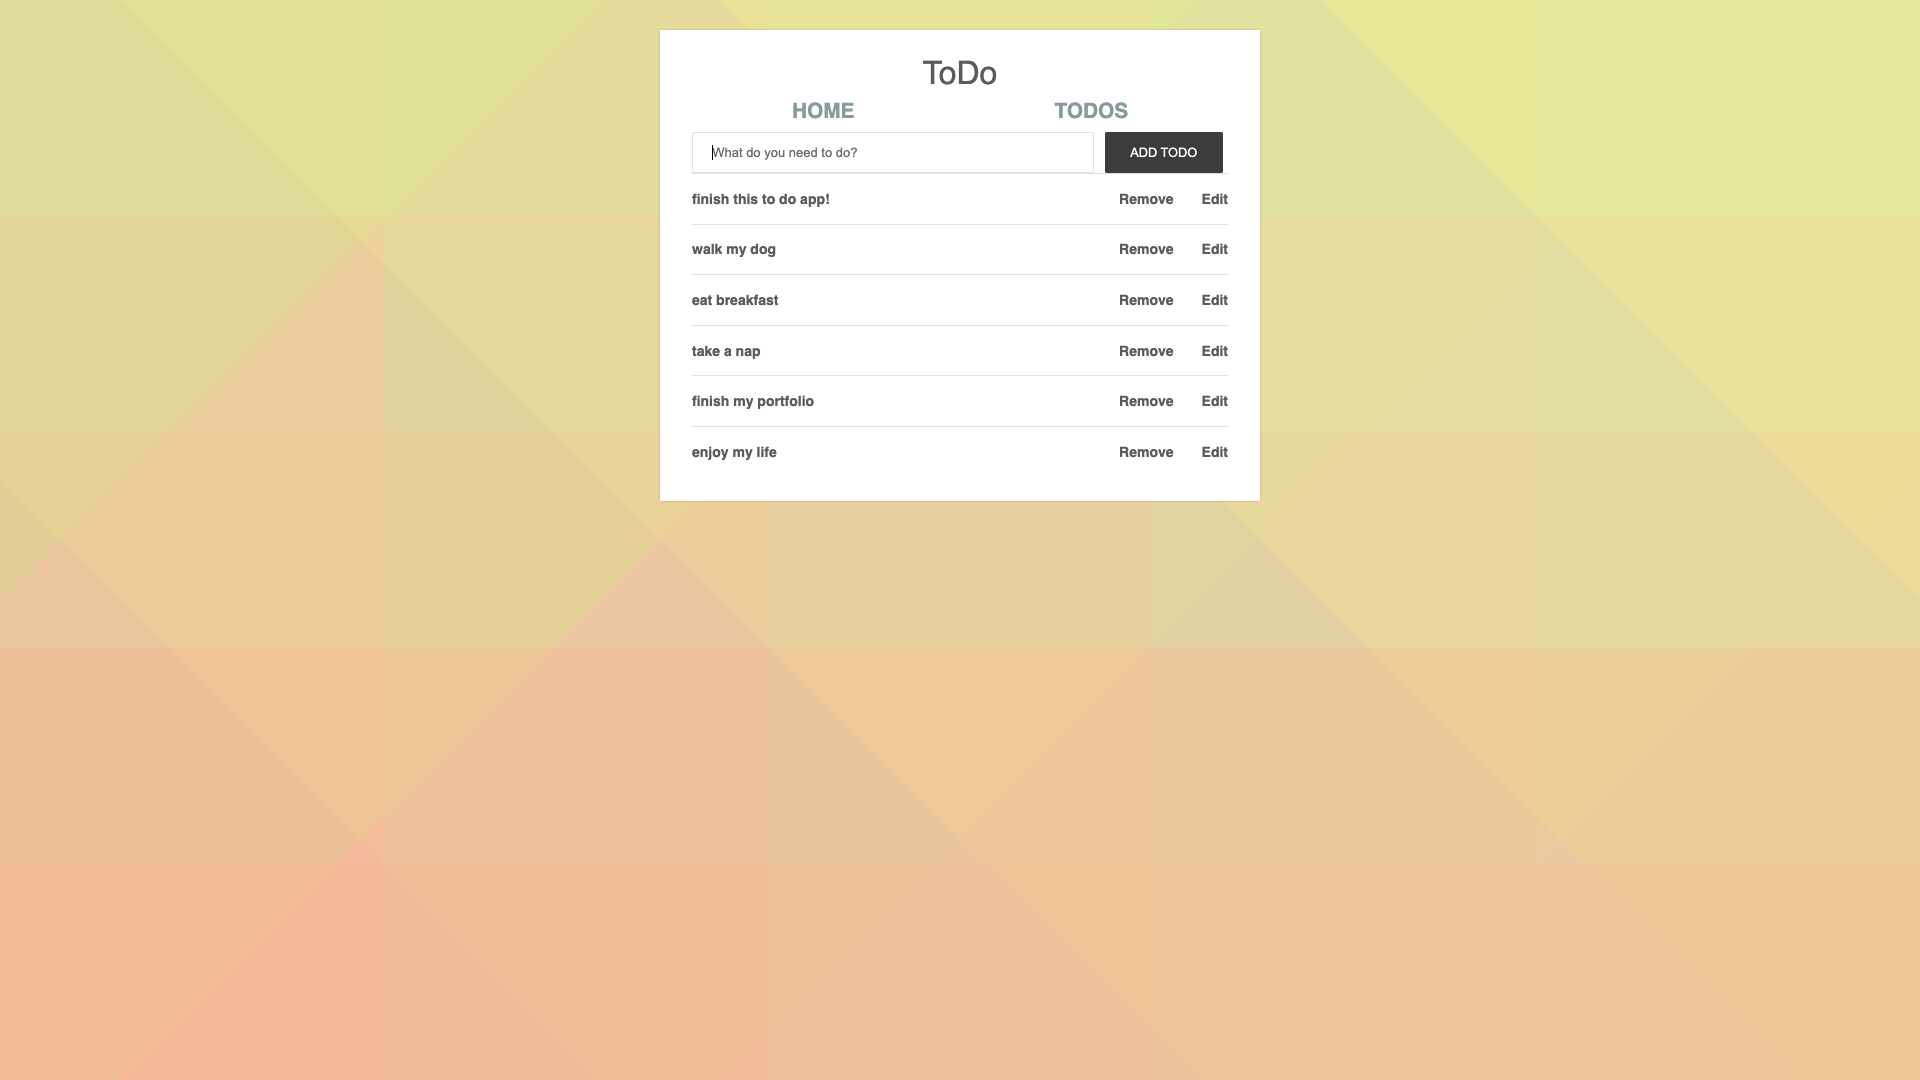 ToDo
HOME TODOS
What do you need to do? ADD TODO
finish this to do app! Remove Edit
walk my dog Remove Edit
eat breakfast Remove Edit
take a nap Remove Edit
finish my portfolio Remove Edit
enjoy my life Remove Edit